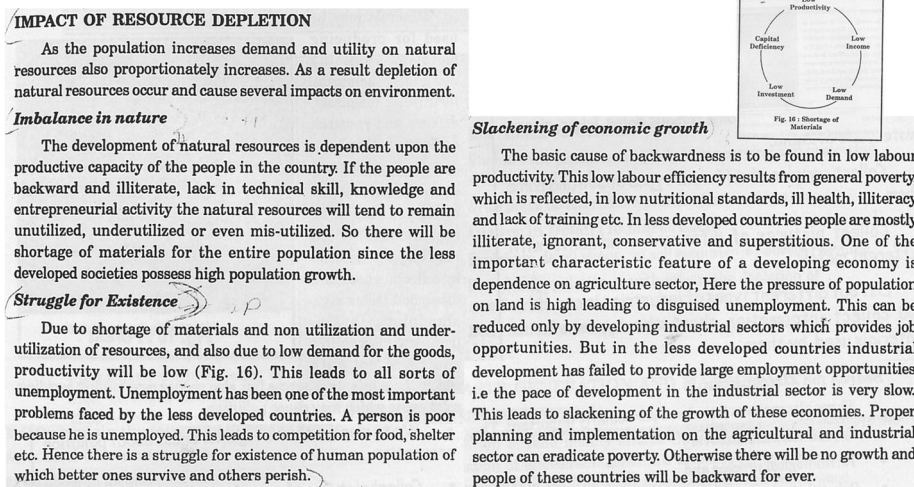 IMPACT OF RESOURCE DEPLETION
As the population increases demand and utility on natural
resources also proportionately increases. As a result depletion of
natural resources occur and cause several impacts on environment.
Imbalance in nature
The development of natural resources is dependent upon the
productive capacity of the people in the country. If the people are
backward and illiterate, lack in technical skill, knowledge and
entrepreneurial activity the natural resources will tend to remain
unutilized, underutilized or even mis-utilized. So there will be
shortage of materials for the entire population since the less
developed societies possess high population growth.
Struggle for Existence
Due to shortage of materials and non utilization and under-
utilization of resources, and also due to low demand for the goods,
productivity will be low (Fig. 16). This leads to all sorts of
unemployment. Unemployment has been one of the most important
problems faced by the less developed countries. A person is poor
because he is unemployed. This leads to competition for food, shelter
etc. Hence there is a struggle for existence of human population of
which better ones survive and others perish.
Low
Productivity
Capital
Deficiency
Low
Income
Low
Investment
Low
Demand
Fig. 16 : Shortage of
Materials
Slackening of economic growth
The basic cause of backwardness is to be found in low labour
productivity. This low labour efficiency results from general poverty
which is reflected, in low nutritional standards, ill health, illiteracy
and lack of training etc. In less developed countries people are mostly
illiterate, ignorant, conservative and superstitious. One of the
important characteristic feature of a developing economy is
dependence on agriculture sector, Here the pressure of population
on land is high leading to disguised unemployment. This can be
reduced only by developing industrial sectors which provides job
opportunities. But in the less developed countries industrial
development has failed to provide large employment opportunities
i.e the pace of development in the industrial sector is very slow.
This leads to slackening of the growth of these economies. Proper
planning and implementation on the agricultural and industrial
sector can eradicate poverty. Otherwise there will be no growth and
people of these countries will be backward for ever.